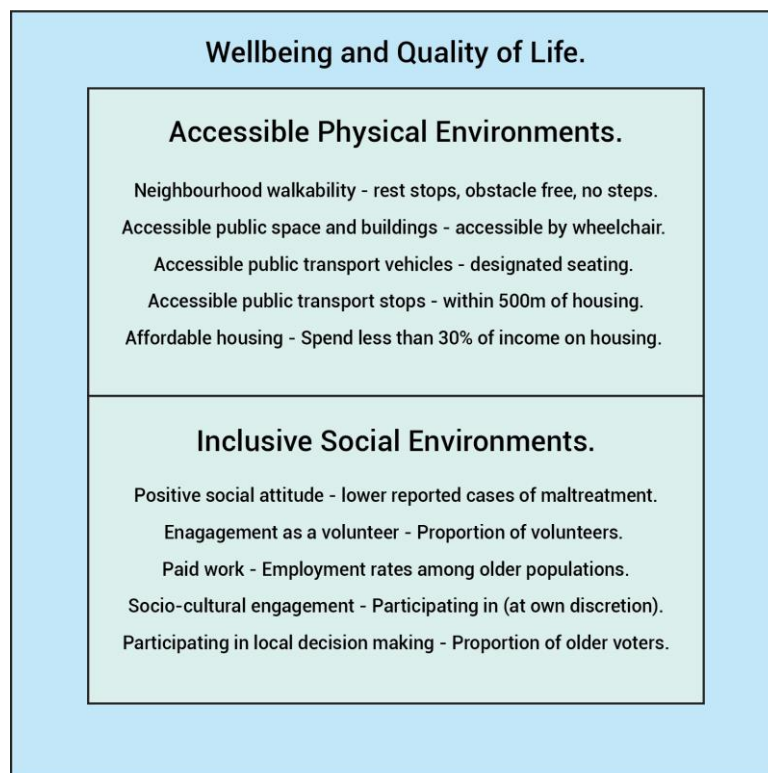 Wellbeing and Quality of Life.
Accessible Physical Environments.
Neighbourhood walkability - rest stops, obstacle free, no steps.
Accessible public space and buildings - accessible by wheelchair.
Accessible public transport vehicles - designated seating.
Accessible public transport stops - within 500m of housing.
Affordable housing - Spend less than 30% of income on housing.
Inclusive Social Environments.
Positive social attitude - lower reported cases of maltreatment.
Enagagement as a volunteer - Proportion of volunteers.
Paid work - Employment rates among older populations.
Socio-cultural engagement - Participating in (at own discretion).
Participating in local decision making - Proportion of older voters.